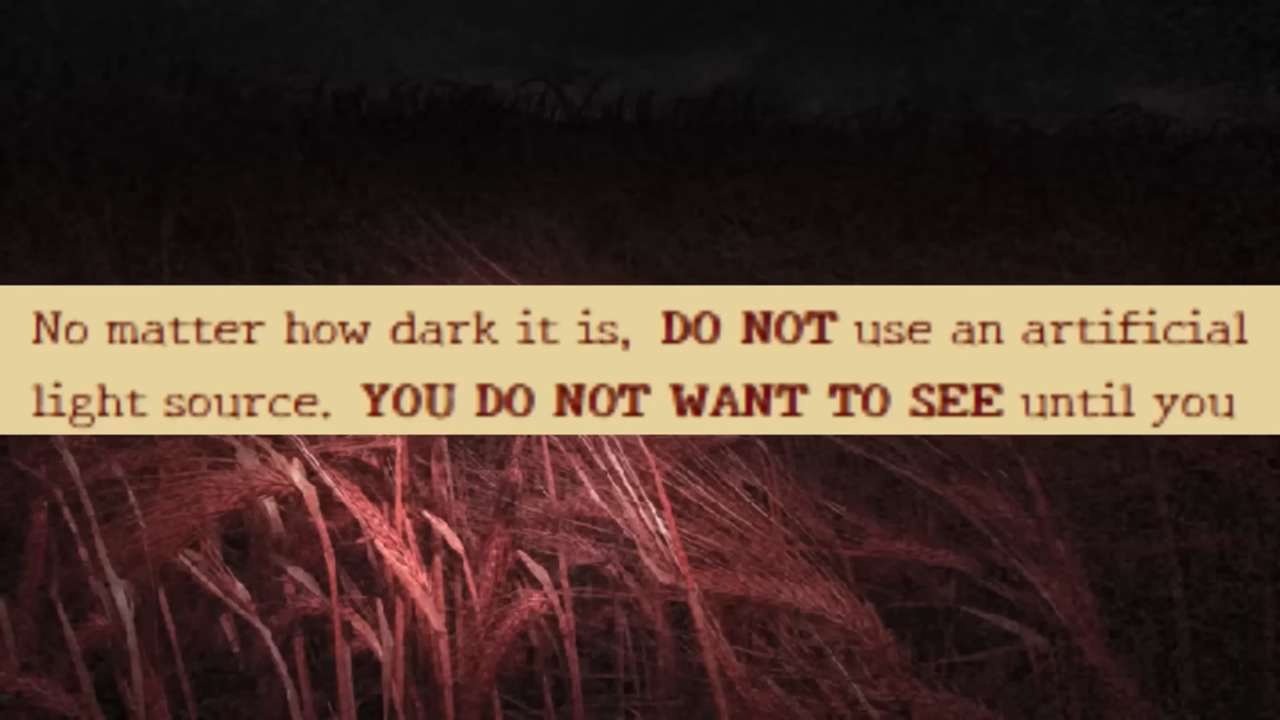 No matter how dark it is, DO NOT use an artificial
light source. YOU DO NOT WANT TO SEE until you